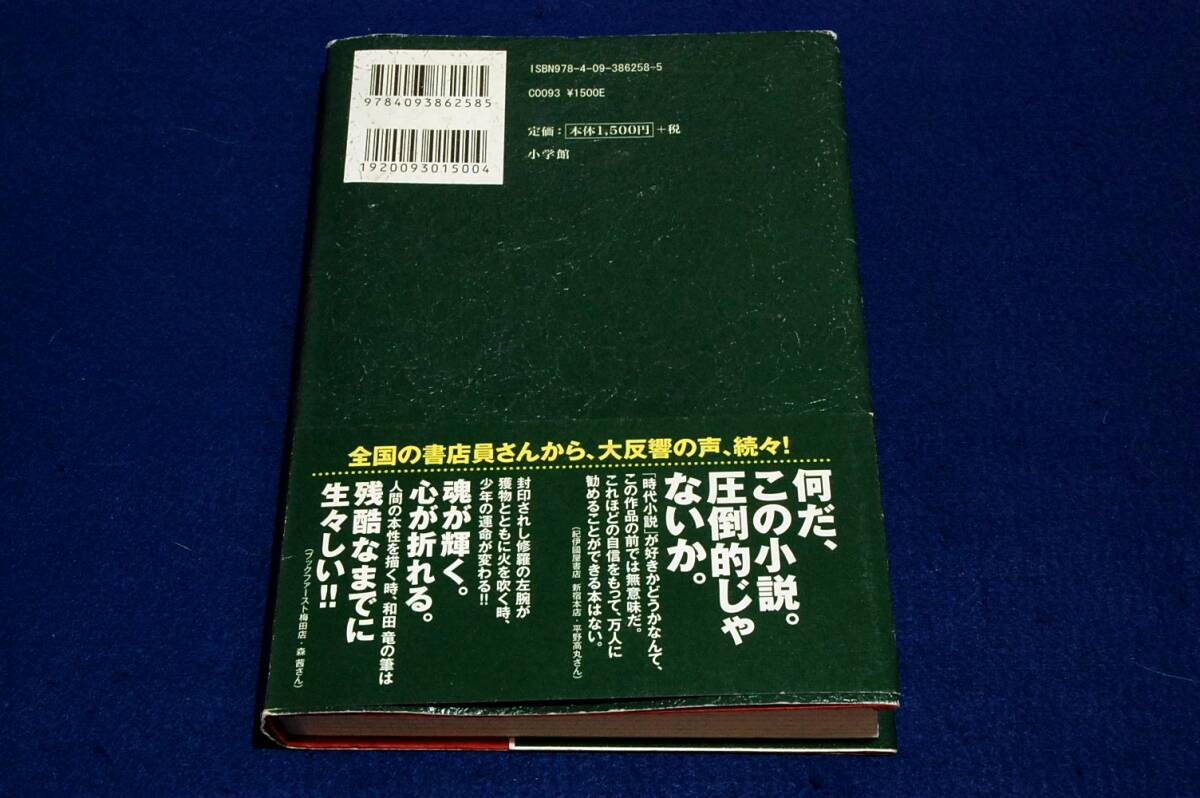 9784093862585
1920093015004
ISBN978-4-09-386258-5
C0093 ¥1500E
定価:本体1,500円+税
小学館
全国の書店員さんから、大反響の声、続々!
何だ、
この小説。
圧倒的じゃ
ないか。
「時代小説」が好きかどうかなんて、
この作品の前では無意味だ。
これほどの自信をもって、万人に
勧めることができる本はない。
(紀伊國屋書店 新宿本店・平野高丸さん)
封印されし修羅の左腕が
獲物とともに火を吹く時、
少年の運命が変わる!!
魂が輝く。
心が折れる。
人間の本性を描く時、和田 竜の筆は
残酷なまでに
生々しい!!
(ブックファースト梅田店・森 茜さん)